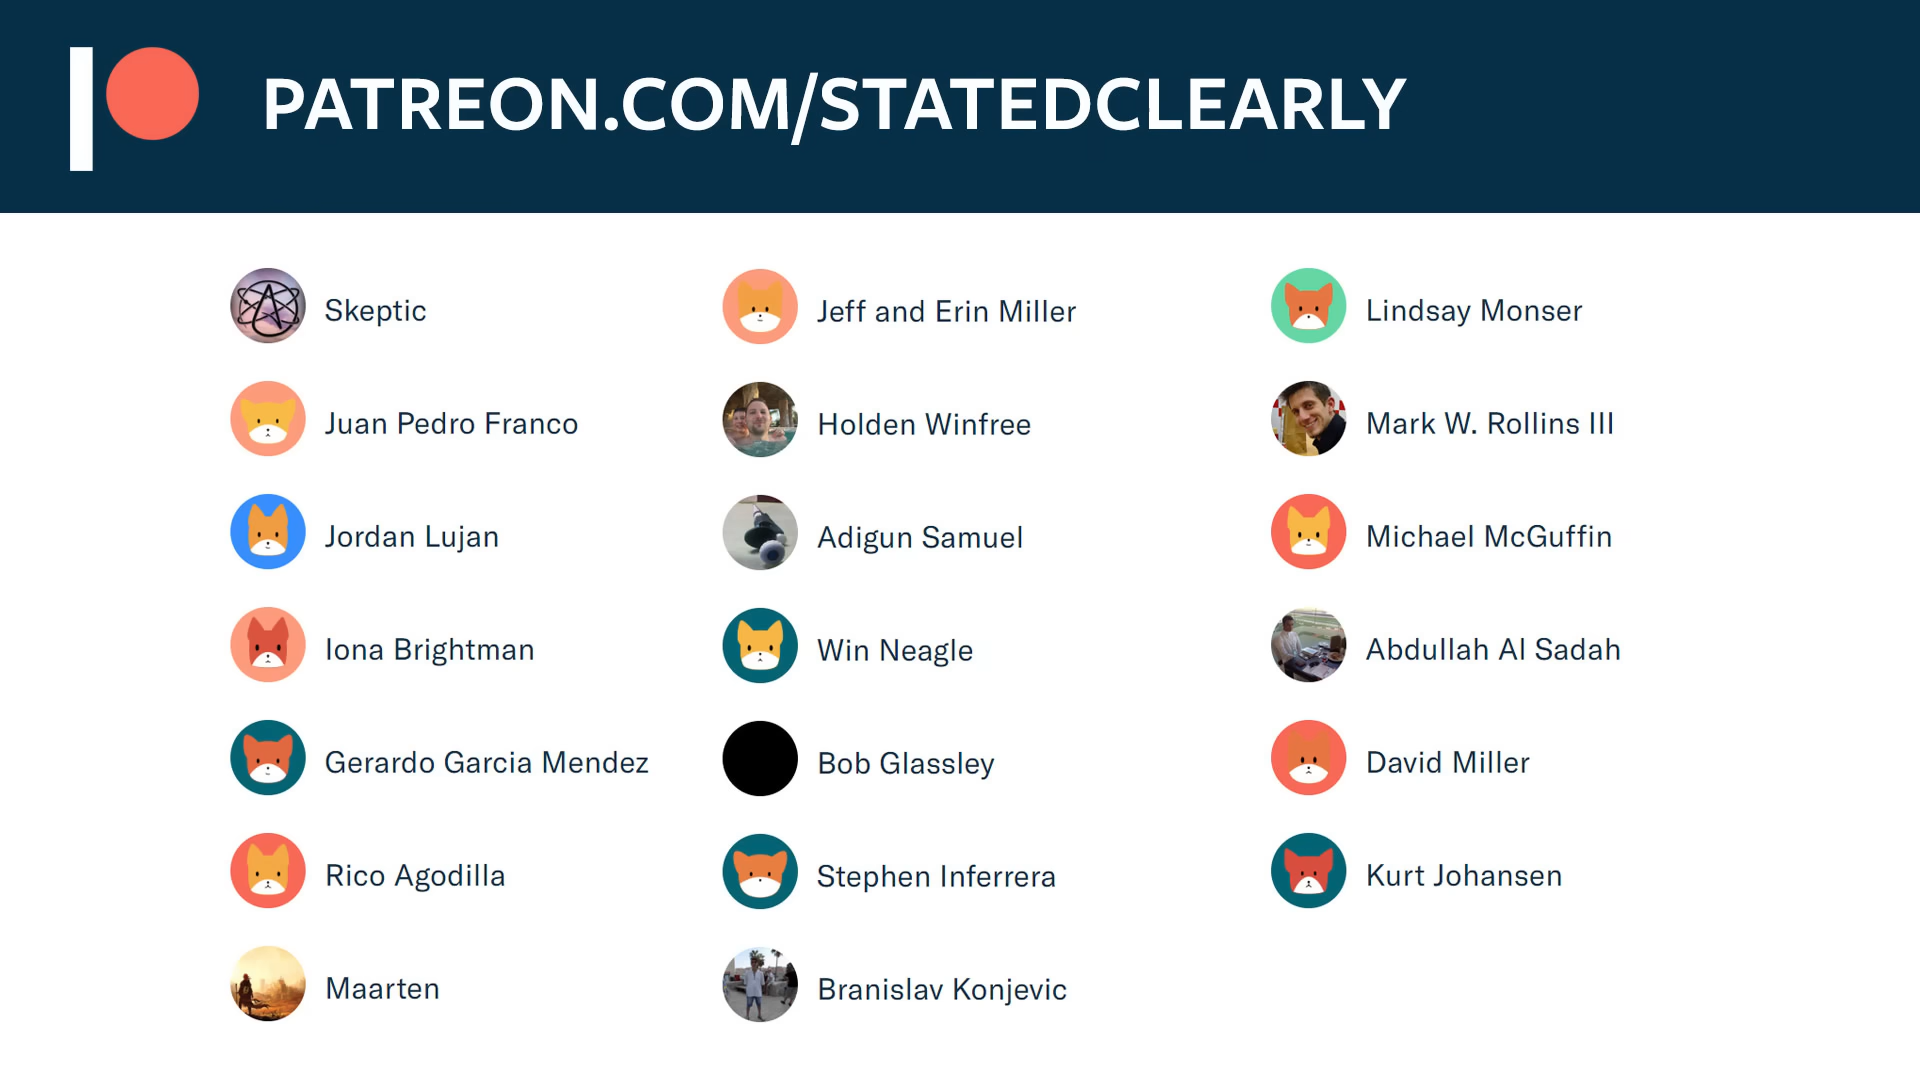 PATREON.COM/STATEDCLEARLY
Skeptic
Juan Pedro Franco
Jordan Lujan
Iona Brightman
Gerardo Garcia Mendez
Rico Agodilla
Maarten
Jeff and Erin Miller
Holden Winfree
Adigun Samuel
Win Neagle
Bob Glassley
Stephen Inferrera
Branislav Konjevic
Lindsay Monser
Mark W. Rollins III
Michael McGuffin
Abdullah Al Sadah
David Miller
Kurt Johansen